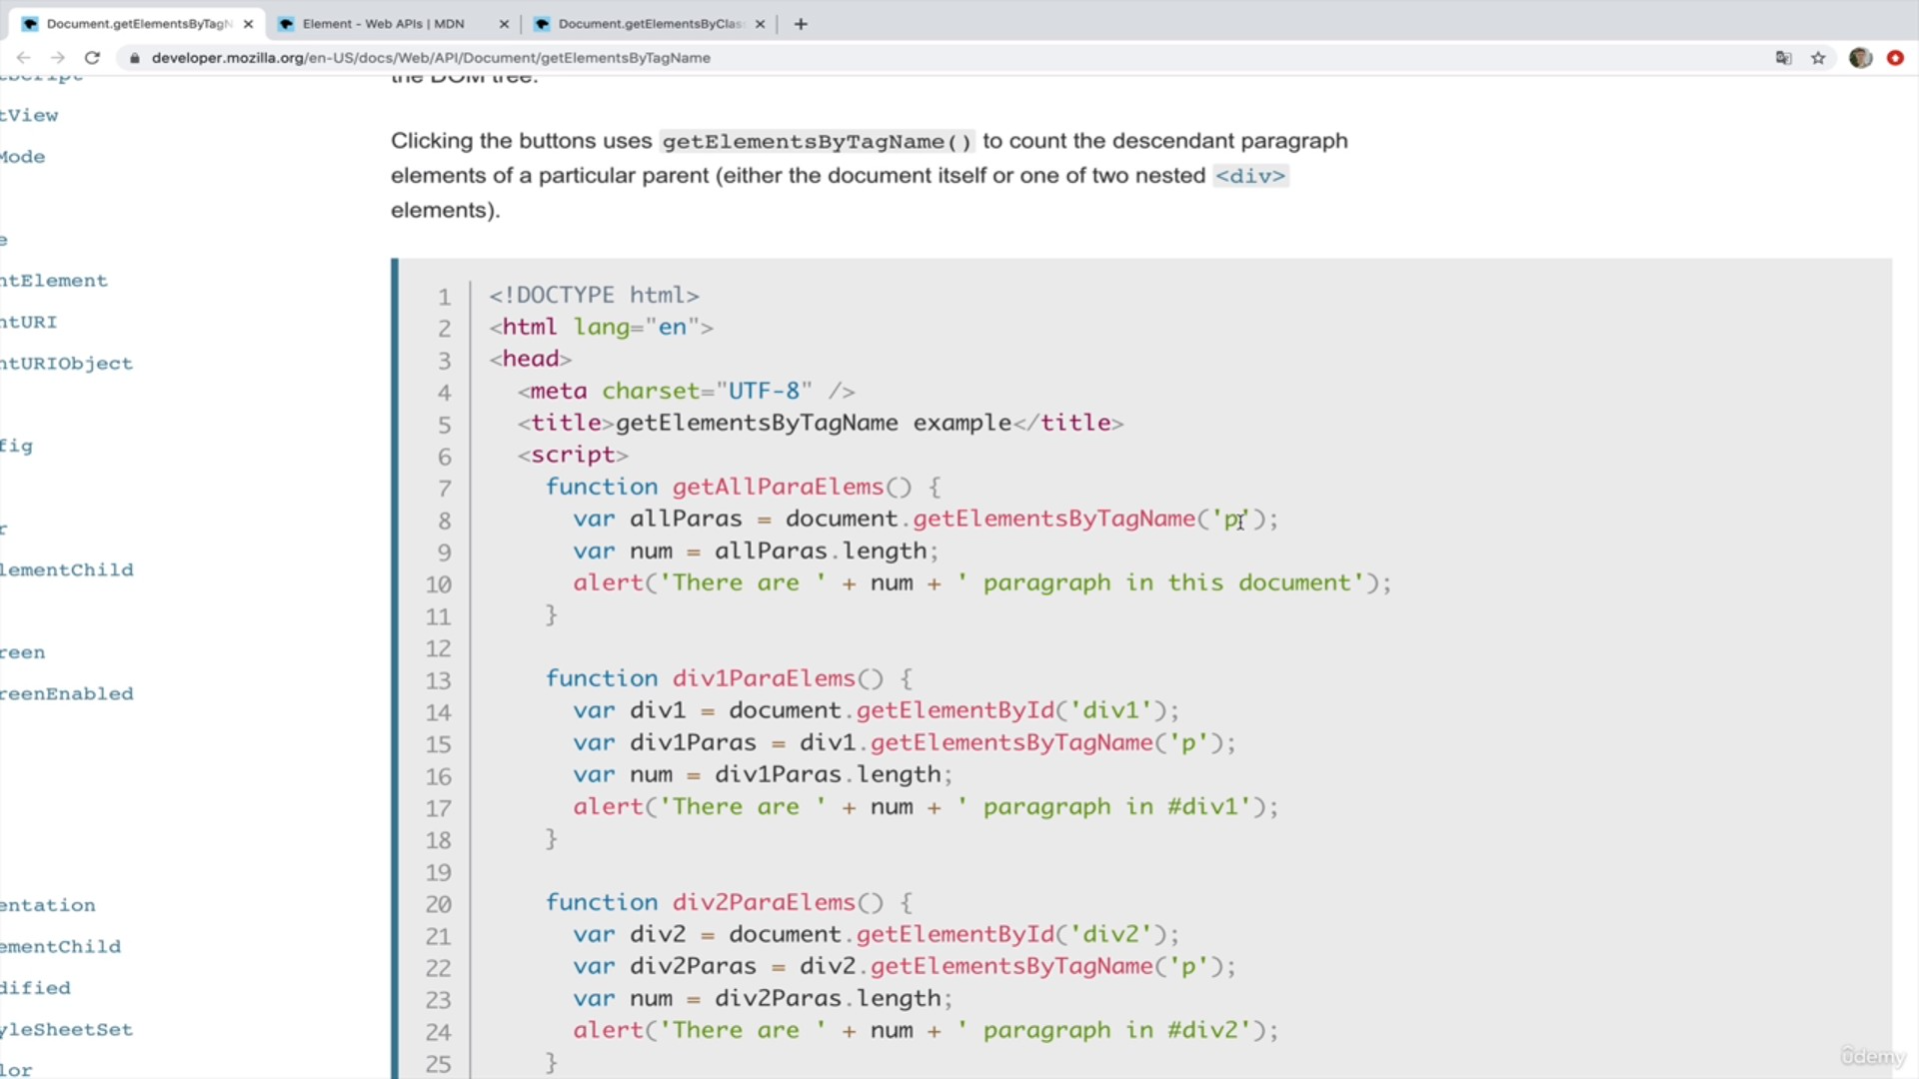 Document.getElementsByTagN
Element - Web APIs | MDN
Document.getElementsByClas
developer.mozilla.org/en-US/docs/Web/API/Document/getElementsByTagName
the DOM tree.
Clicking the buttons uses getElementsByTagName() to count the descendant paragraph
elements of a particular parent (either the document itself or one of two nested <div>
elements).
tView
Mode
e
ntElement
ntURI
ntURIObject
fig
r
lementChild
reen
reenEnabled
entation
ementChild
dified
yleSheetSet
lor
1 <!DOCTYPE html>
2 <html lang="en">
3 <head>
4 <meta charset="UTF-8" />
5 <title>getElementsByTagName example</title>
6 <script>
7 function getAllParaElems() {
8 var allParas = document.getElementsByTagName('p');
9 var num = allParas.length;
10 alert('There are ' + num + ' paragraph in this document');
11 }
12
13 function div1ParaElems() {
14 var div1 = document.getElementById('div1');
15 var div1Paras = div1.getElementsByTagName('p');
16 var num = div1Paras.length;
17 alert('There are ' + num + ' paragraph in #div1');
18 }
19
20 function div2ParaElems() {
21 var div2 = document.getElementById('div2');
22 var div2Paras = div2.getElementsByTagName('p');
23 var num = div2Paras.length;
24 alert('There are ' + num + ' paragraph in #div2');
25 }
ûdemy